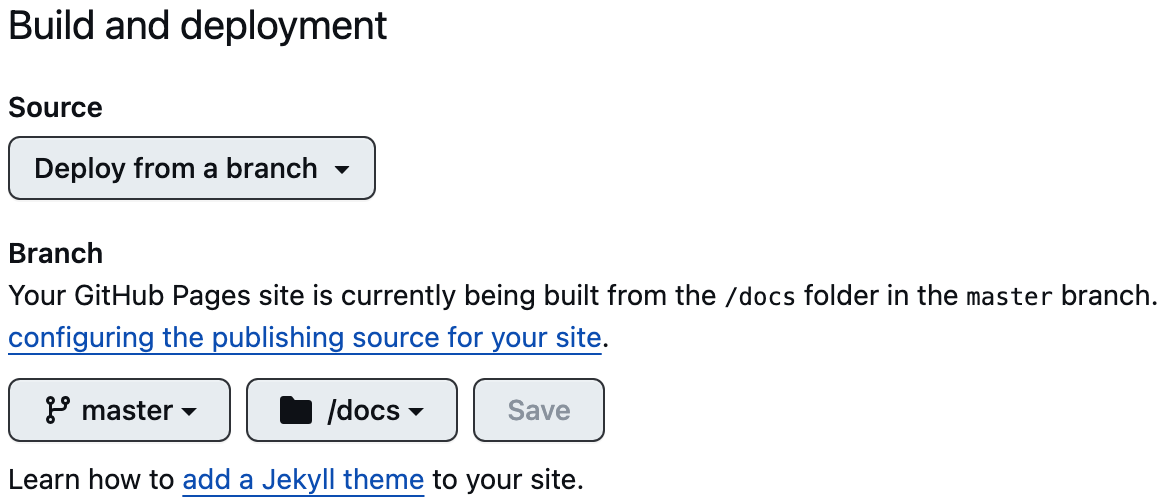 Build and deployment
Source
Deploy from a branch
Branch
Your GitHub Pages site is currently being built from the /docs folder in the master branch.
configuring the publishing source for your site.
master /docs Save
Learn how to add a Jekyll theme to your site.